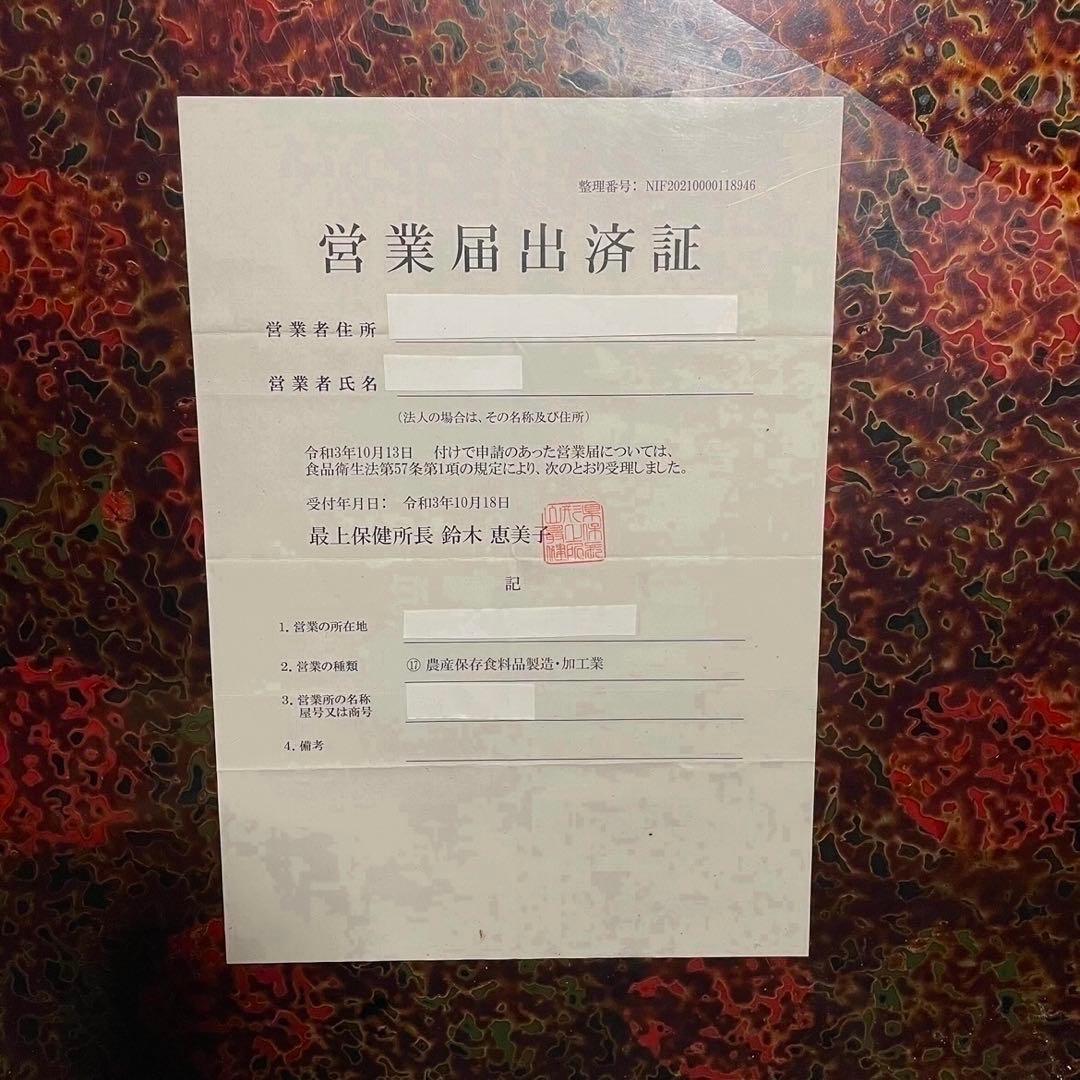 整理番号: NIF20210000118946
営業届出済証
営業者住所
営業者氏名
(法人の場合は、その名称及び住所)
令和3年10月13日 付けで申請のあった営業届については、
食品衛生法第57条第1項の規定により、次のとおり受理しました。
受付年月日: 令和3年10月18日
最上保健所長 鈴木 恵美子
記
1. 営業の所在地
2. 営業の種類 ⑰ 農産保存食料品製造・加工業
3. 営業所の名称
屋号又は商号
4. 備考